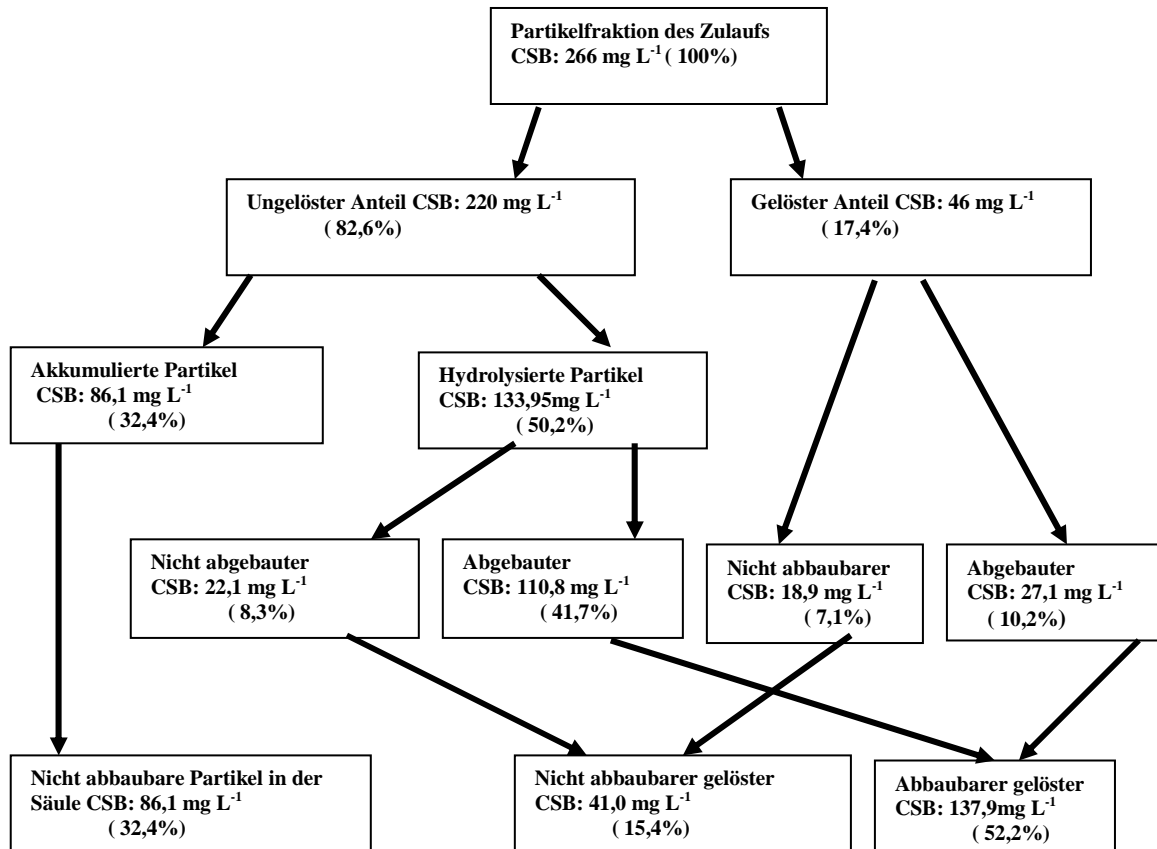 Partikelfraktion des Zulaufs
CSB: 266 mg L⁻¹ ( 100%)
Ungelöster Anteil CSB: 220 mg L⁻¹
( 82,6%)
Gelöster Anteil CSB: 46 mg L⁻¹
( 17,4%)
Akkumulierte Partikel
CSB: 86,1 mg L⁻¹
( 32,4%)
Hydrolysierte Partikel
CSB: 133,95mg L⁻¹
( 50,2%)
Nicht abgebauter
CSB: 22,1 mg L⁻¹
( 8,3%)
Abgebauter
CSB: 110,8 mg L⁻¹
( 41,7%)
Nicht abbaubarer
CSB: 18,9 mg L⁻¹
( 7,1%)
Abgebauter
CSB: 27,1 mg L⁻¹
( 10,2%)
Nicht abbaubare Partikel in der
Säule CSB: 86,1 mg L⁻¹
( 32,4%)
Nicht abbaubarer gelöster
CSB: 41,0 mg L⁻¹
( 15,4%)
Abbaubarer gelöster
CSB: 137,9mg L⁻¹
( 52,2%)